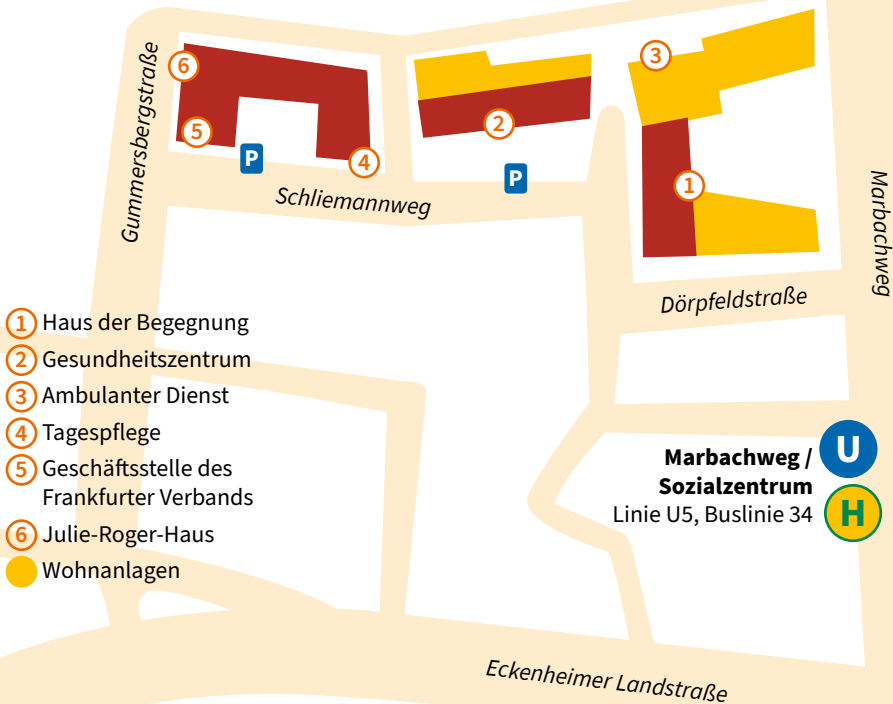 6
3
5
P
4
2
P
1
Gummersbergstraße
Schliemannweg
Marbachweg
Dörpfeldstraße
1 Haus der Begegnung
2 Gesundheitszentrum
3 Ambulanter Dienst
4 Tagespflege
5 Geschäftsstelle des
Frankfurter Verbands
6 Julie-Roger-Haus
Wohnanlagen
Marbachweg /
Sozialzentrum
Linie U5, Buslinie 34
U
H
Eckenheimer Landstraße